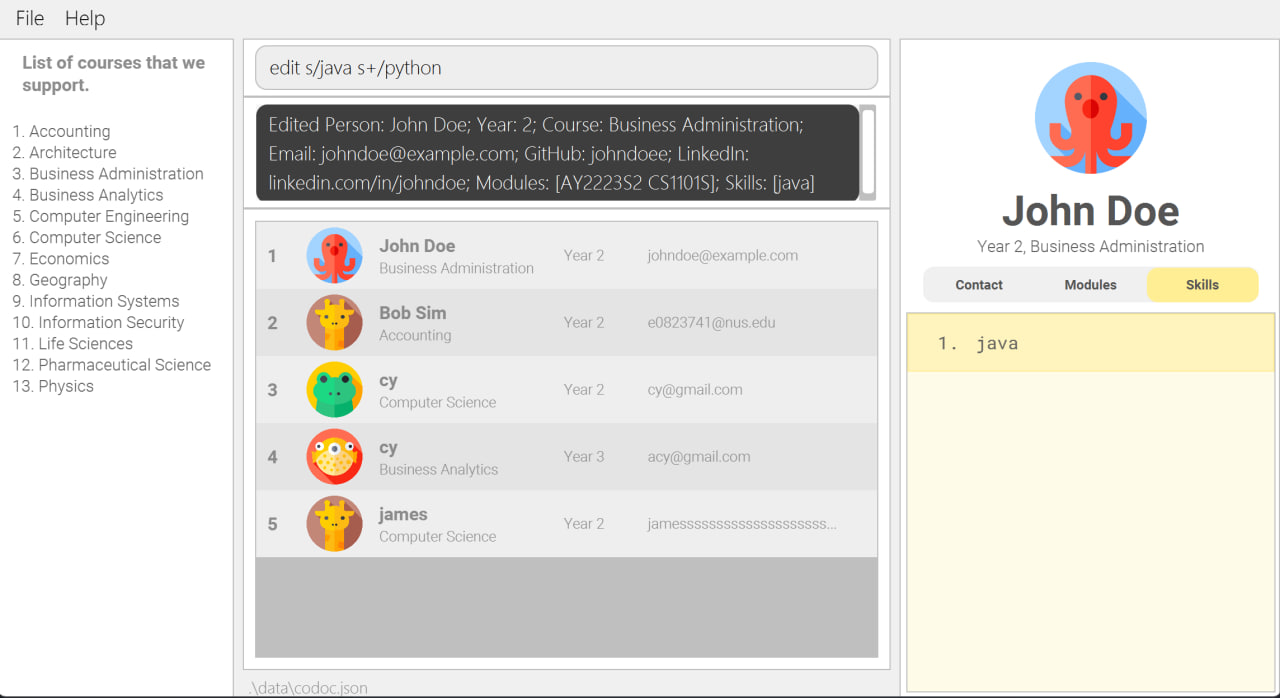 File Help
List of courses that we
support.
1. Accounting
2. Architecture
3. Business Administration
4. Business Analytics
5. Computer Engineering
6. Computer Science
7. Economics
8. Geography
9. Information Systems
10. Information Security
11. Life Sciences
12. Pharmaceutical Science
13. Physics
edit s/java s+/python
Edited Person: John Doe; Year: 2; Course: Business Administration;
Email: johndoe@example.com; GitHub: johndoee; LinkedIn:
linkedin.com/in/johndoe; Modules: [AY2223S2 CS1101S]; Skills: [java]
1 John Doe Year 2 johndoe@example.com
Business Administration
2 Bob Sim Year 2 e0823741@nus.edu
Accounting
3 cy Year 2 cy@gmail.com
Computer Science
4 cy Year 3 acy@gmail.com
Business Analytics
5 james Year 2 jamessssssssssssssssssss...
Computer Science
.\data\codoc.json
John Doe
Year 2, Business Administration
Contact Modules Skills
1. java